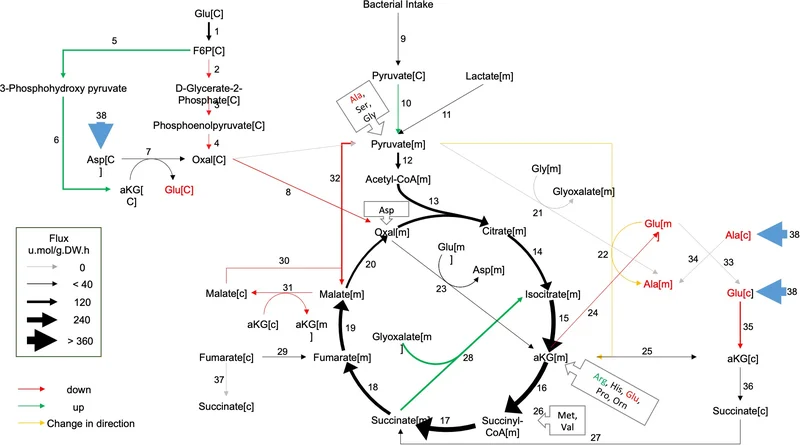 Glu[C]
1
F6P[C]
5
2
3-Phosphohydroxy pyruvate
D-Glycerate-2-
Phosphate[C]
3
Phosphoenolpyruvate[C]
4
6
38
Asp[C
]
7
Oxal[C]
aKG[
C]
Glu[C]
8
Bacterial Intake
9
Pyruvate[C]
Lactate[m]
10
11
Ala,
Ser,
Gly
Pyruvate[m]
12
Acetyl-CoA[m]
32
13
Asp
Oxal[m]
Citrate[m]
14
20
Glu[m
]
23
Asp[m]
Isocitrate[m]
15
Gly[m]
Glyoxalate[m]
21
Glu[m
]
22
Ala[m]
34
33
Ala[c]
38
Glu[c]
38
24
35
30
Malate[c]
31
Malate[m]
aKG[c]
aKG[m
]
19
Glyoxalate[m
]
28
Fumarate[c]
29
Fumarate[m]
aKG[m]
25
aKG[c]
37
18
16
Arg, His, Glu,
Pro, Orn
36
Succinate[c]
Succinate[m]
17
Succinyl-
CoA[m]
26
Met,
Val
27
Succinate[c]
Flux
u.mol/g.DW.h
0
< 40
120
240
> 360
down
up
Change in direction